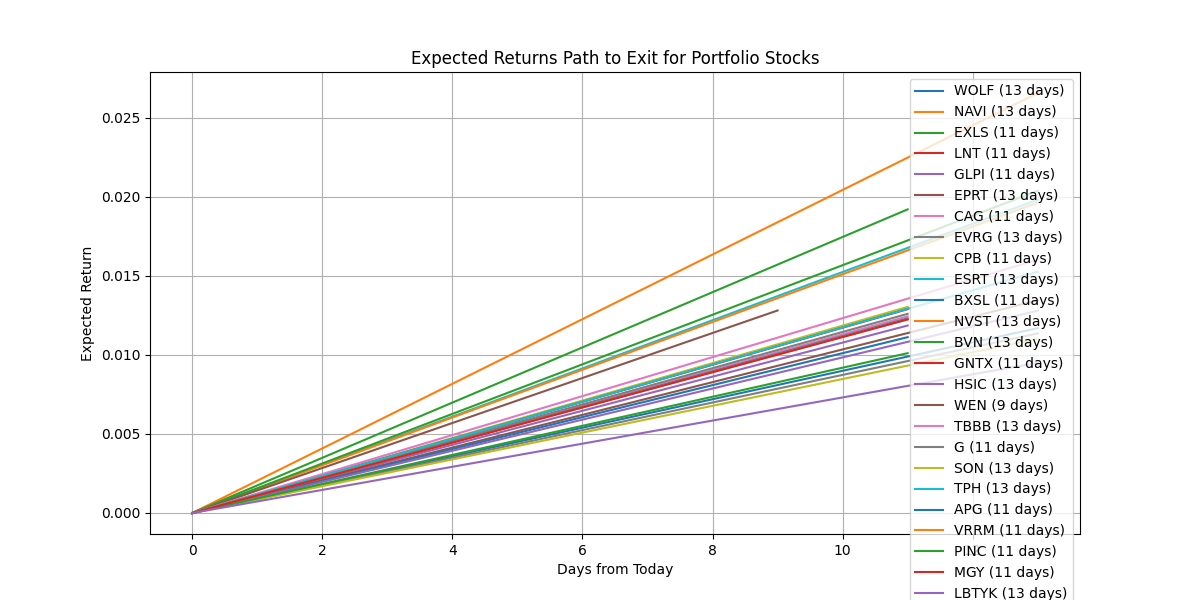 Expected Returns Path to Exit for Portfolio Stocks
Expected Return
0.025
0.020
0.015
0.010
0.005
0.000
0
2
4
6
8
10
Days from Today
WOLF (13 days)
NAVI (13 days)
EXLS (11 days)
LNT (11 days)
GLPI (11 days)
EPRT (13 days)
CAG (11 days)
EVRG (13 days)
CPB (11 days)
ESRT (13 days)
BXSL (11 days)
NVST (13 days)
BVN (13 days)
GNTX (11 days)
HSIC (13 days)
WEN (9 days)
TBBB (13 days)
G (11 days)
SON (13 days)
TPH (13 days)
APG (11 days)
VRRM (11 days)
PINC (11 days)
MGY (11 days)
LBTYK (13 days)